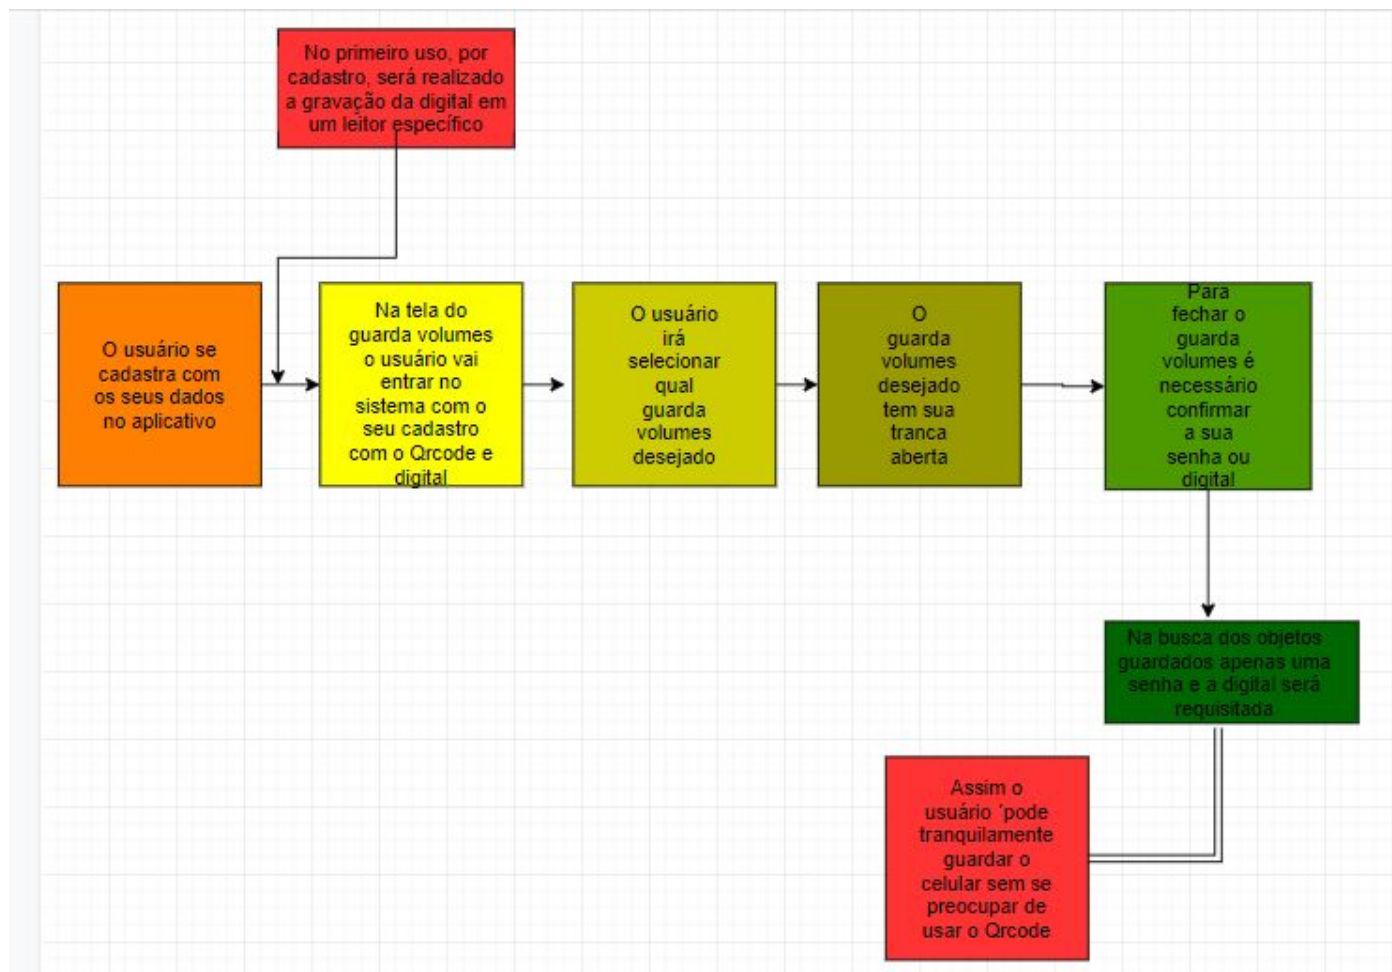 No primeiro uso, por
cadastro, será realizado
a gravação da digital em
um leitor específico
O usuário se
cadastra com
os seus dados
no aplicativo
Na tela do
guarda volumes
o usuário vai
entrar no
sistema com o
seu cadastro
com o Qrcode e
digital
O usuário
irá
selecionar
qual
guarda
volumes
desejado
O
guarda
volumes
desejado
tem sua
tranca
aberta
Para
fechar o
guarda
volumes é
necessário
confirmar
a sua
senha ou
digital
Na busca dos objetos
guardados apenas uma
senha e a digital será
requisitada
Assim o
usuário ´pode
tranquilamente
guardar o
celular sem se
preocupar de
usar o Qrcode